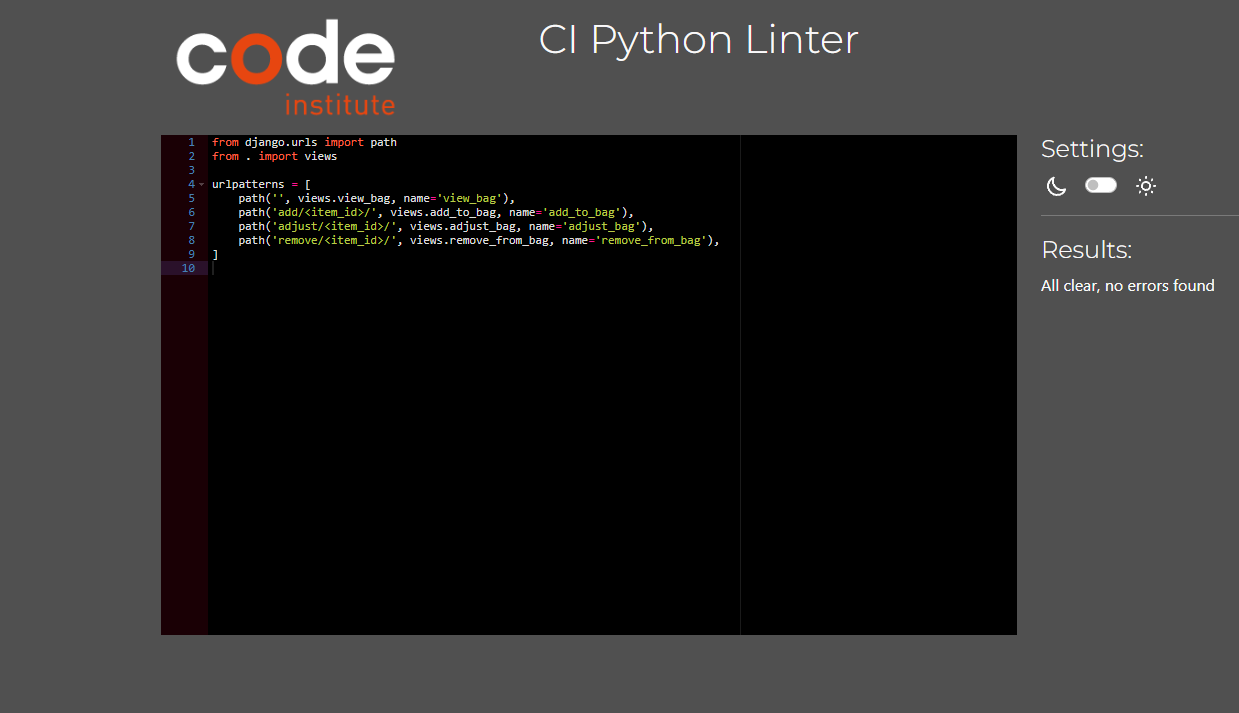 code
institute
CI Python Linter
1 from django.urls import path
2 from . import views
3
4 urlpatterns = [
5     path('', views.view_bag, name='view_bag'),
6     path('add/<item_id>/', views.add_to_bag, name='add_to_bag'),
7     path('adjust/<item_id>/', views.adjust_bag, name='adjust_bag'),
8     path('remove/<item_id>/', views.remove_from_bag, name='remove_from_bag'),
9 ]
10
Settings:
Results:
All clear, no errors found